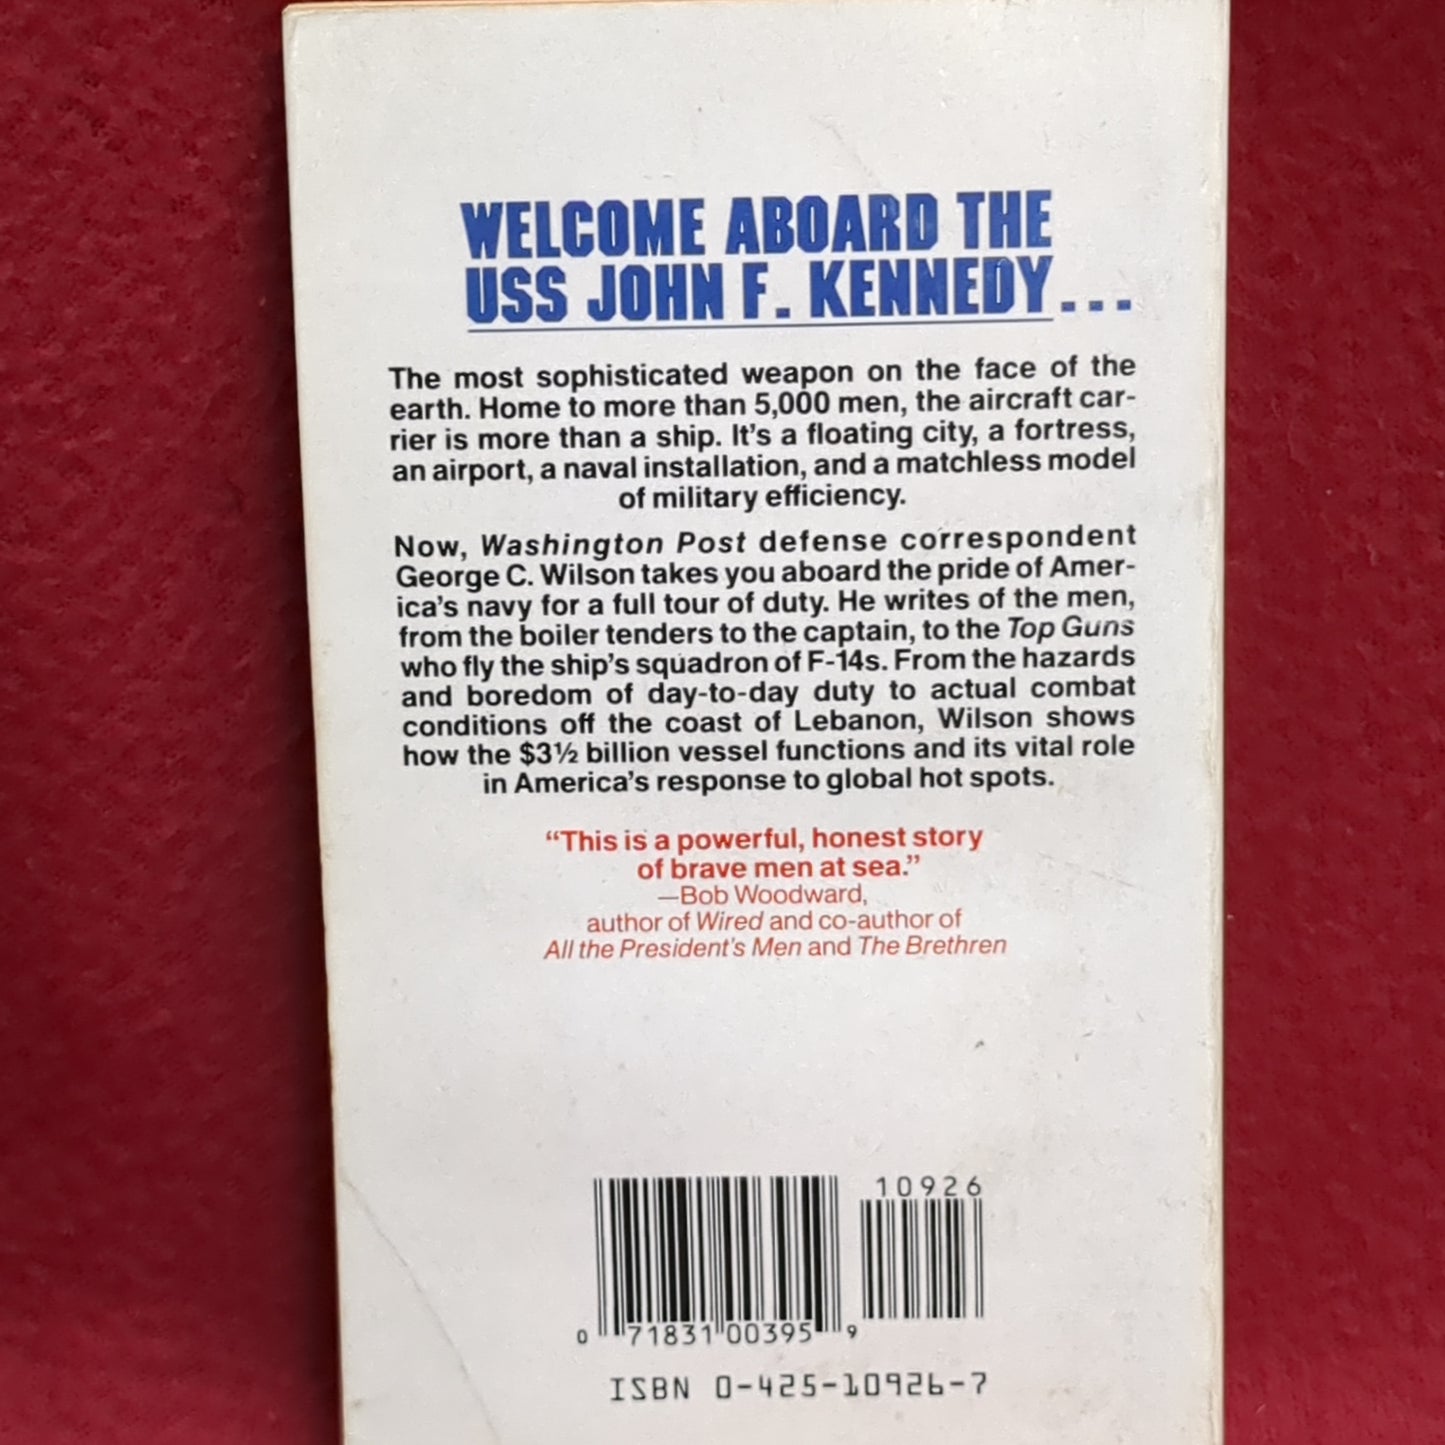 WELCOME ABOARD THE
USS JOHN F. KENNEDY...
The most sophisticated weapon on the face of the
earth. Home to more than 5,000 men, the aircraft car-
rier is more than a ship. It's a floating city, a fortress,
an airport, a naval installation, and a matchless model
of military efficiency.
Now, Washington Post defense correspondent
George C. Wilson takes you aboard the pride of Amer-
ica's navy for a full tour of duty. He writes of the men,
from the boiler tenders to the captain, to the Top Guns
who fly the ship's squadron of F-14s. From the hazards
and boredom of day-to-day duty to actual combat
conditions off the coast of Lebanon, Wilson shows
how the $3½ billion vessel functions and its vital role
in America's response to global hot spots.
“This is a powerful, honest story
of brave men at sea.”
—Bob Woodward,
author of Wired and co-author of
All the President's Men and The Brethren
10926
0 71831 00395 9
ISBN 0-425-10926-7